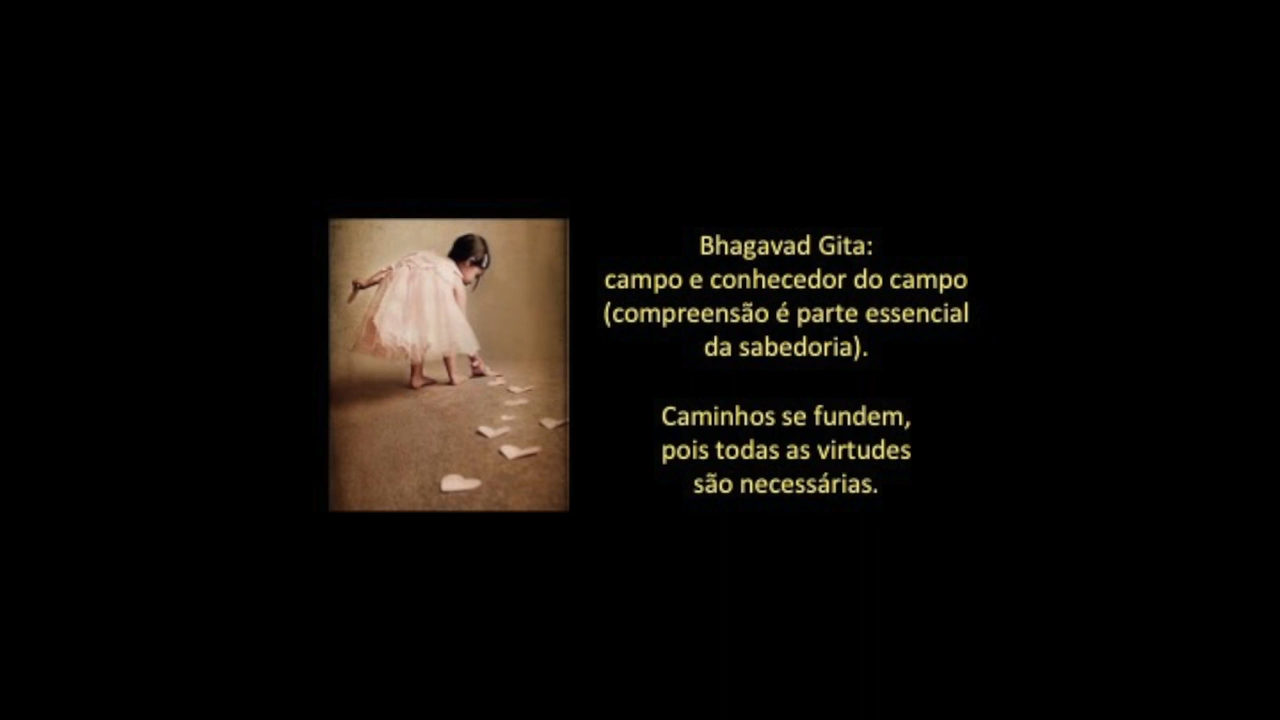 Bhagavad Gita:
campo e conhecedor do campo
(compreensão é parte essencial
da sabedoria).
Caminhos se fundem,
pois todas as virtudes
são necessárias.